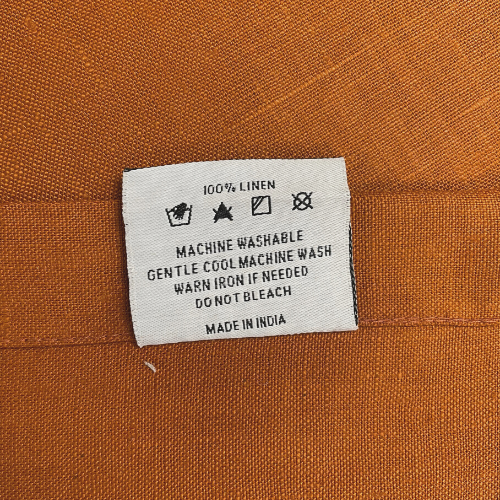 100% LINEN
MACHINE WASHABLE
GENTLE COOL MACHINE WASH
WARN IRON IF NEEDED
DO NOT BLEACH
MADE IN INDIA